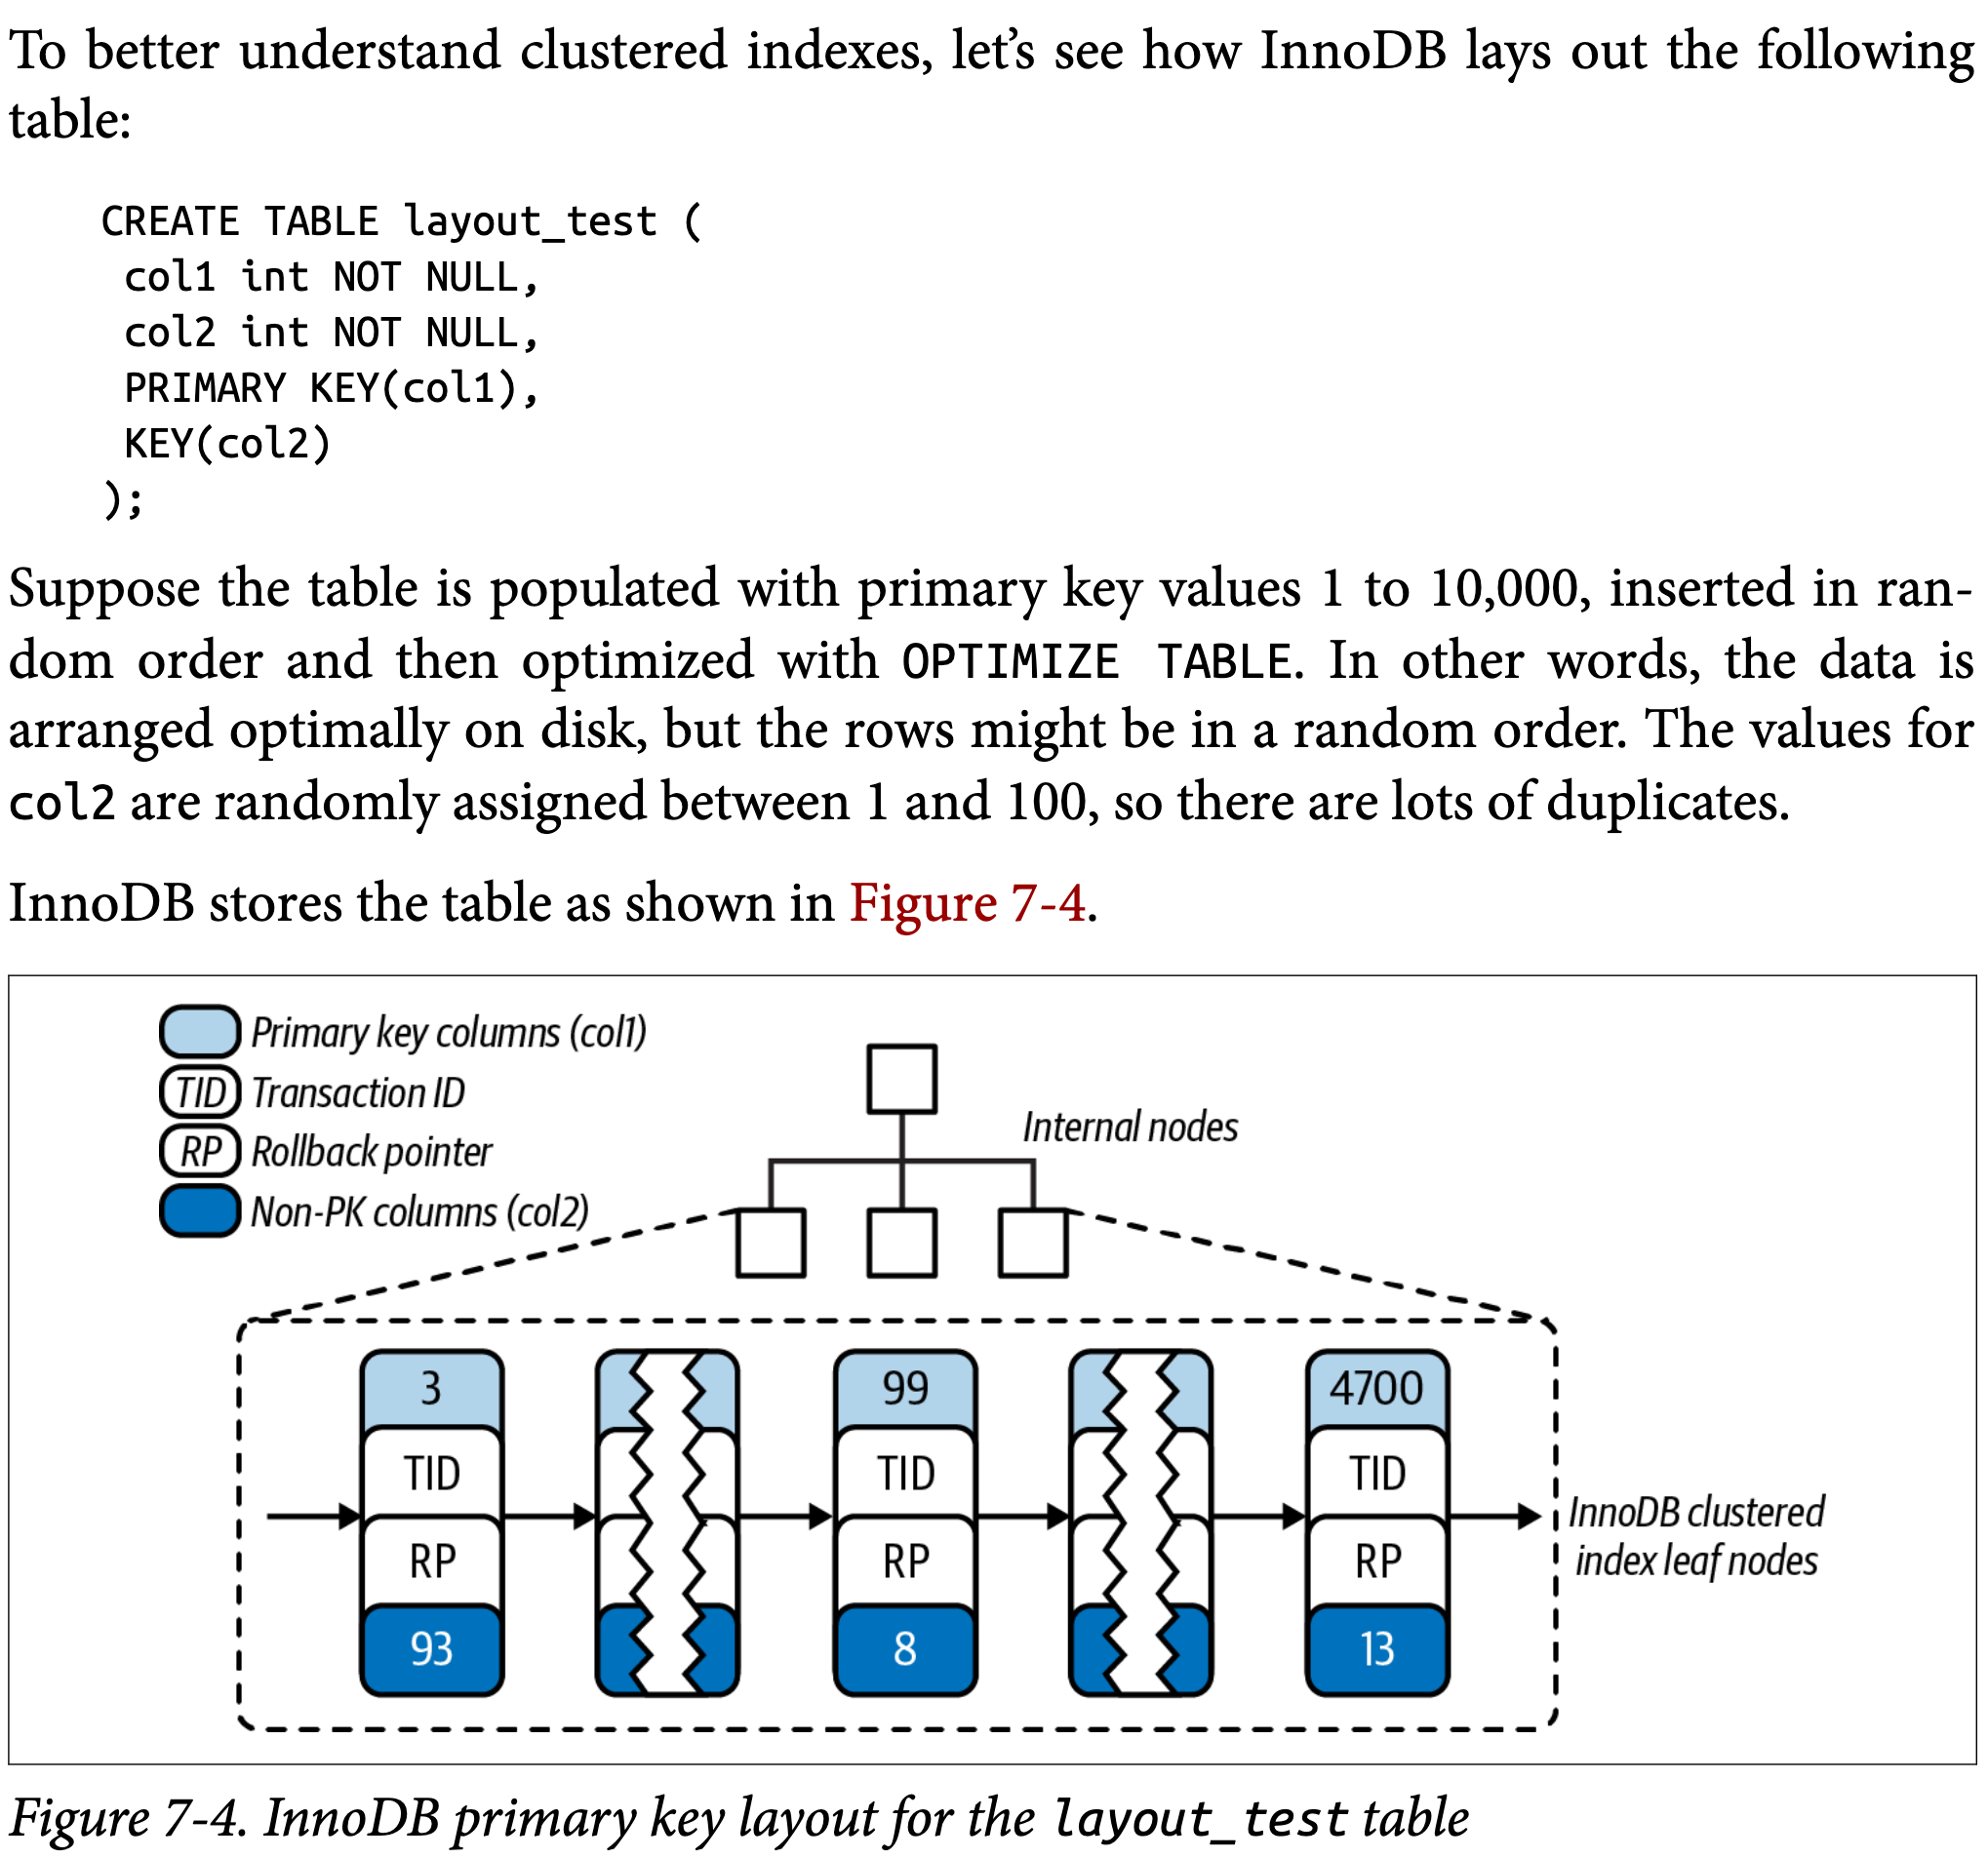 To better understand clustered indexes, let’s see how InnoDB lays out the following
table:
CREATE TABLE layout_test (
 col1 int NOT NULL,
 col2 int NOT NULL,
 PRIMARY KEY(col1),
 KEY(col2)
);
Suppose the table is populated with primary key values 1 to 10,000, inserted in ran-
dom order and then optimized with OPTIMIZE TABLE. In other words, the data is
arranged optimally on disk, but the rows might be in a random order. The values for
col2 are randomly assigned between 1 and 100, so there are lots of duplicates.
InnoDB stores the table as shown in Figure 7-4.
Primary key columns (col1)
TID Transaction ID
RP Rollback pointer
Non-PK columns (col2)
Internal nodes
3 99 4700
TID TID TID
RP RP RP
93 8 13
InnoDB clustered
index leaf nodes
Figure 7-4. InnoDB primary key layout for the layout_test table